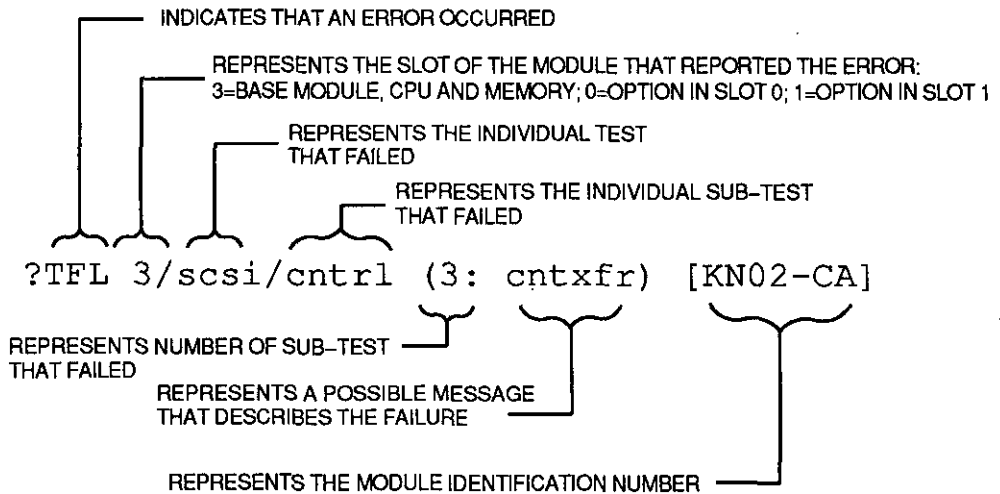 INDICATES THAT AN ERROR OCCURRED
REPRESENTS THE SLOT OF THE MODULE THAT REPORTED THE ERROR:
3=BASE MODULE, CPU AND MEMORY; 0=OPTION IN SLOT 0; 1=OPTION IN SLOT 1
REPRESENTS THE INDIVIDUAL TEST
THAT FAILED
REPRESENTS THE INDIVIDUAL SUB-TEST
THAT FAILED
?TFL 3/scsi/cntrl (3: cntxfr) [KN02-CA]
REPRESENTS NUMBER OF SUB-TEST
THAT FAILED
REPRESENTS A POSSIBLE MESSAGE
THAT DESCRIBES THE FAILURE
REPRESENTS THE MODULE IDENTIFICATION NUMBER